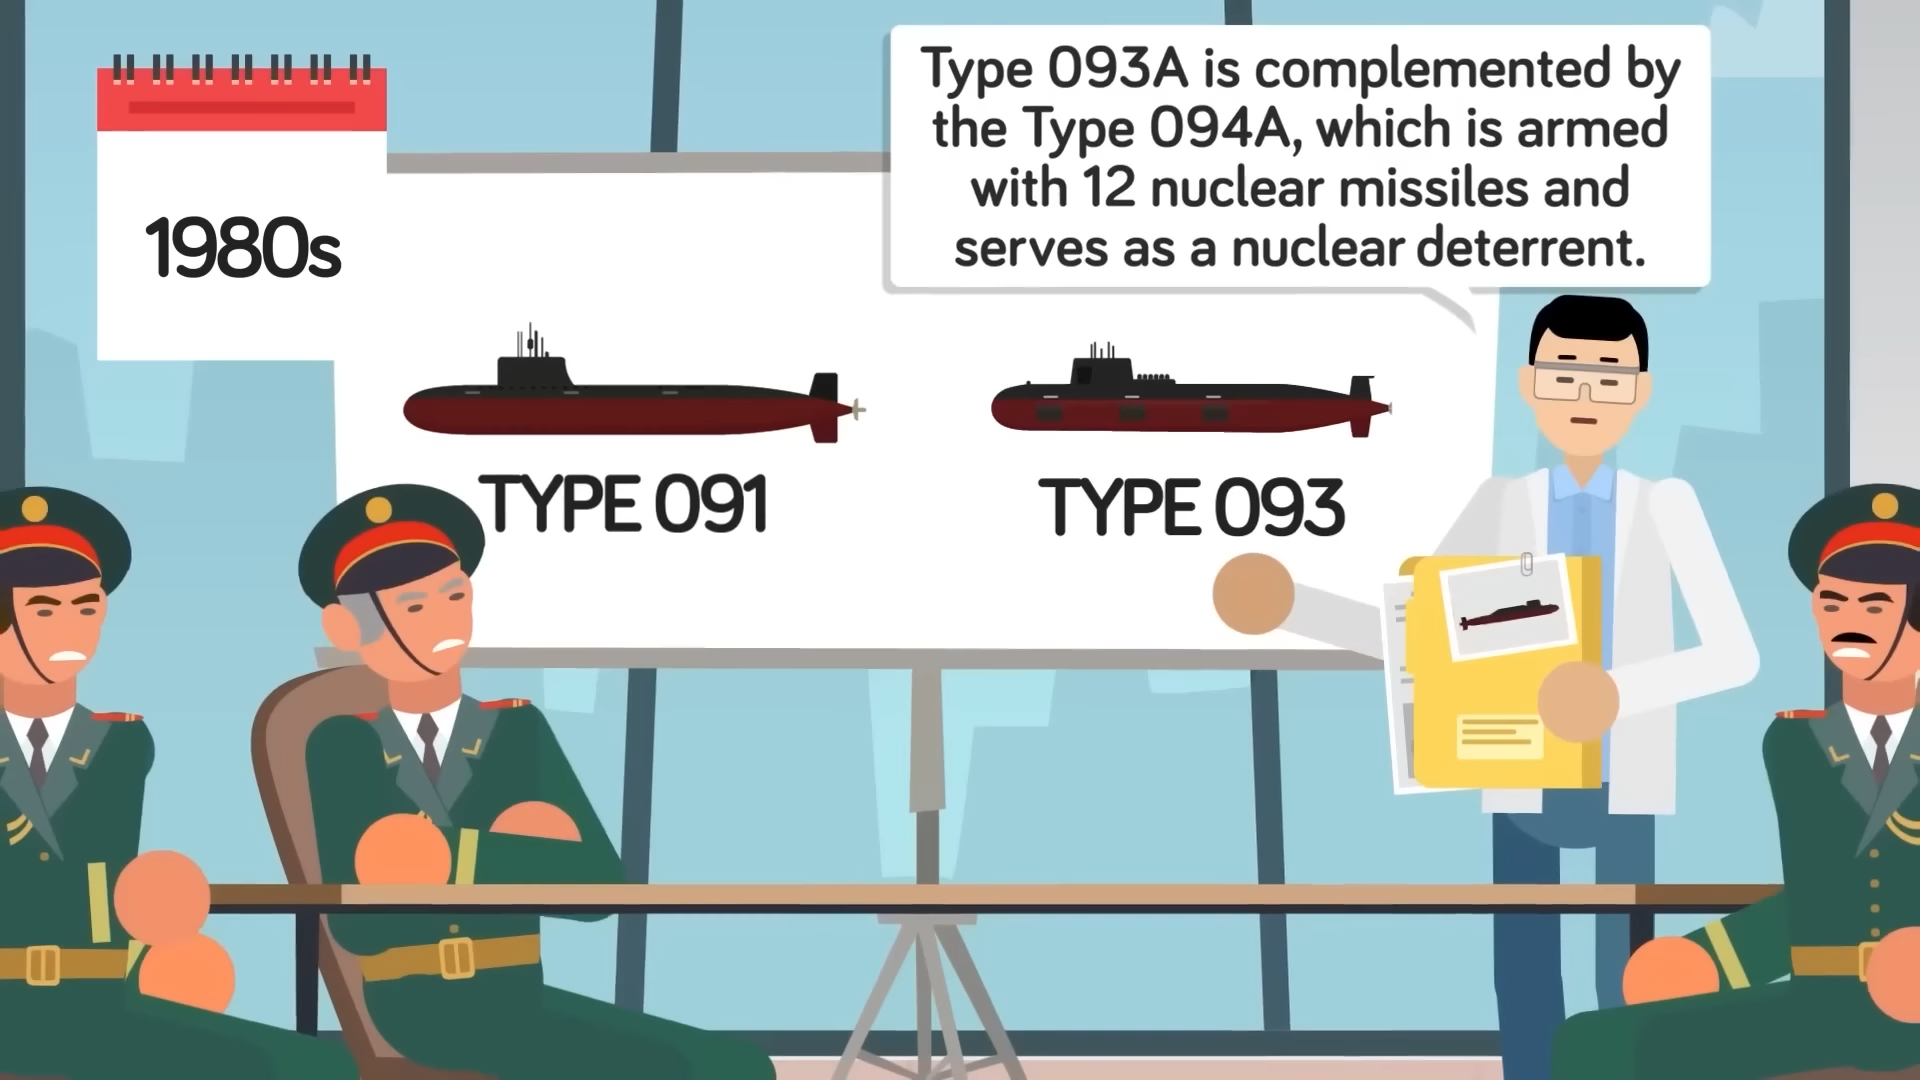 1980s
Type 093A is complemented by
the Type 094A, which is armed
with 12 nuclear missiles and
serves as a nuclear deterrent.
TYPE 091
TYPE 093